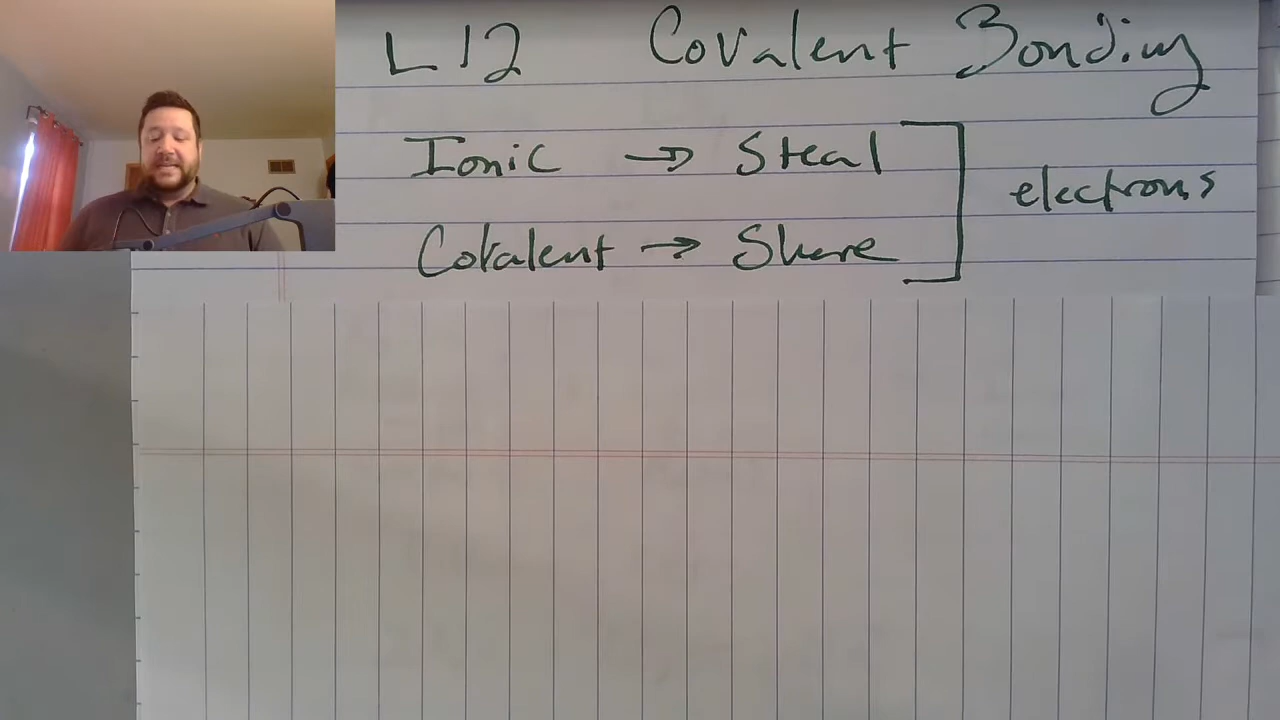 L12 Covalent Bonding
Ionic → Steal
electrons
Covalent → Share